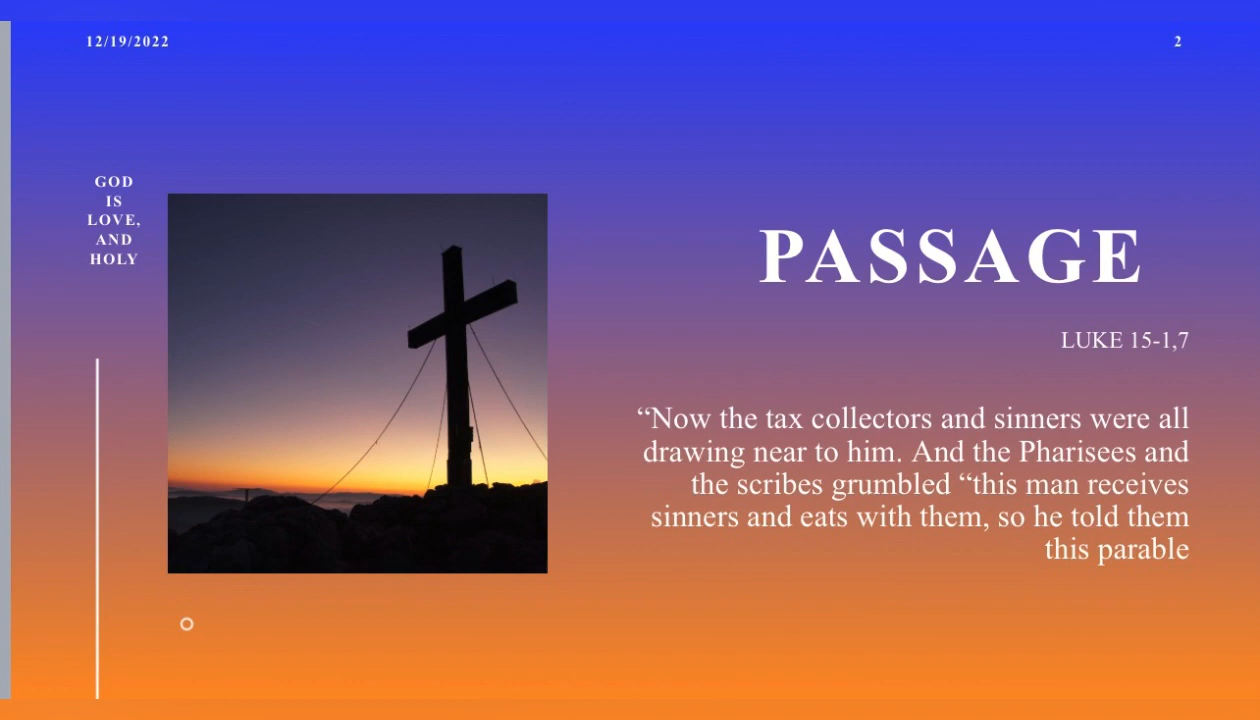 12/19/2022
2
GOD
IS
LOVE,
AND
HOLY
PASSAGE
LUKE 15-1,7
“Now the tax collectors and sinners were all
drawing near to him. And the Pharisees and
the scribes grumbled “this man receives
sinners and eats with them, so he told them
this parable